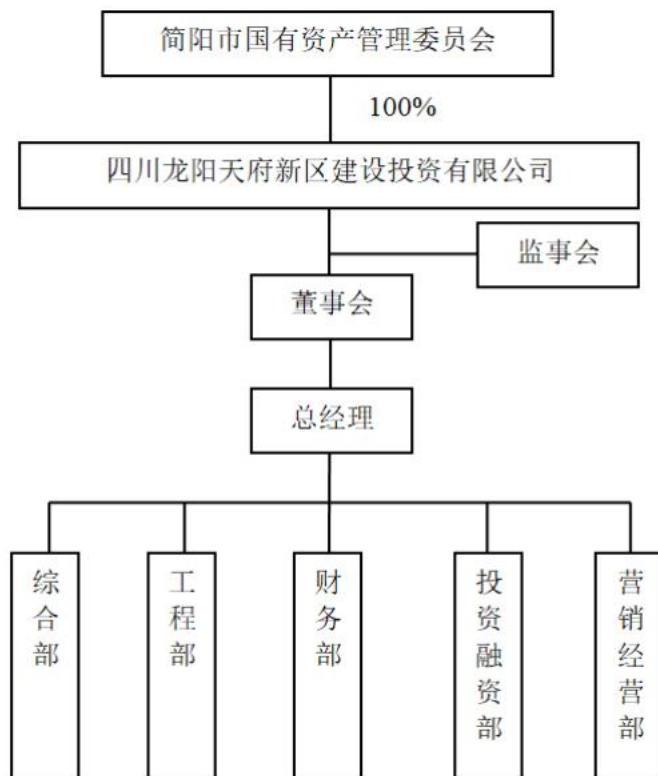 简阳市国有资产管理委员会
100%
四川龙阳天府新区建设投资有限公司
监事会
董事会
总经理
综合部
工程部
财务部
投资融资部
营销经营部